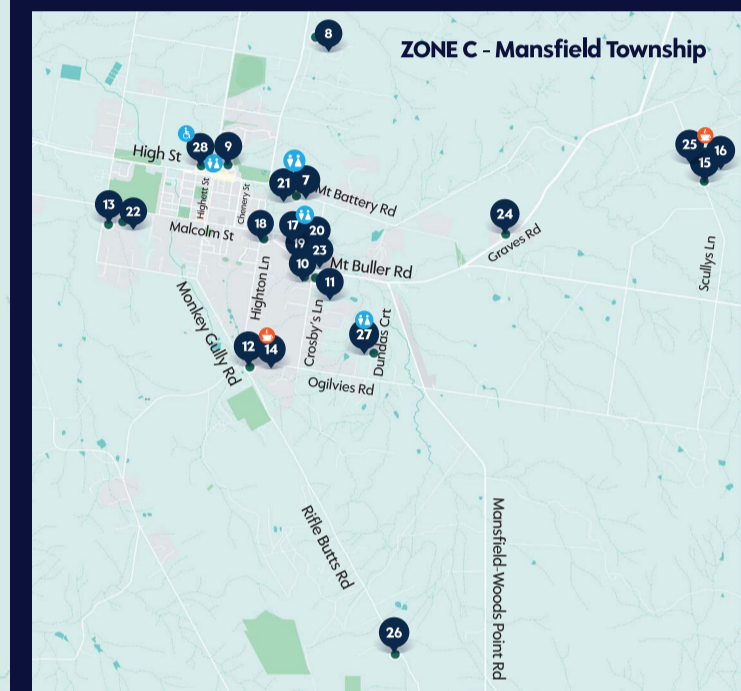 8
ZONE C - Mansfield Township
High St
28
9
25
16
15
Highett St
Chenery St
21
7
Mt Battery Rd
13
22
Malcolm St
18
17
20
19
23
24
Graves Rd
10
Mt Buller Rd
11
Scullys Ln
Monkey Gully Rd
Highton Ln
Crosby's Ln
12
14
27
Dundas Crt
Ogilvies Rd
Rifle Butts Rd
Mansfield-Woods Point Rd
26